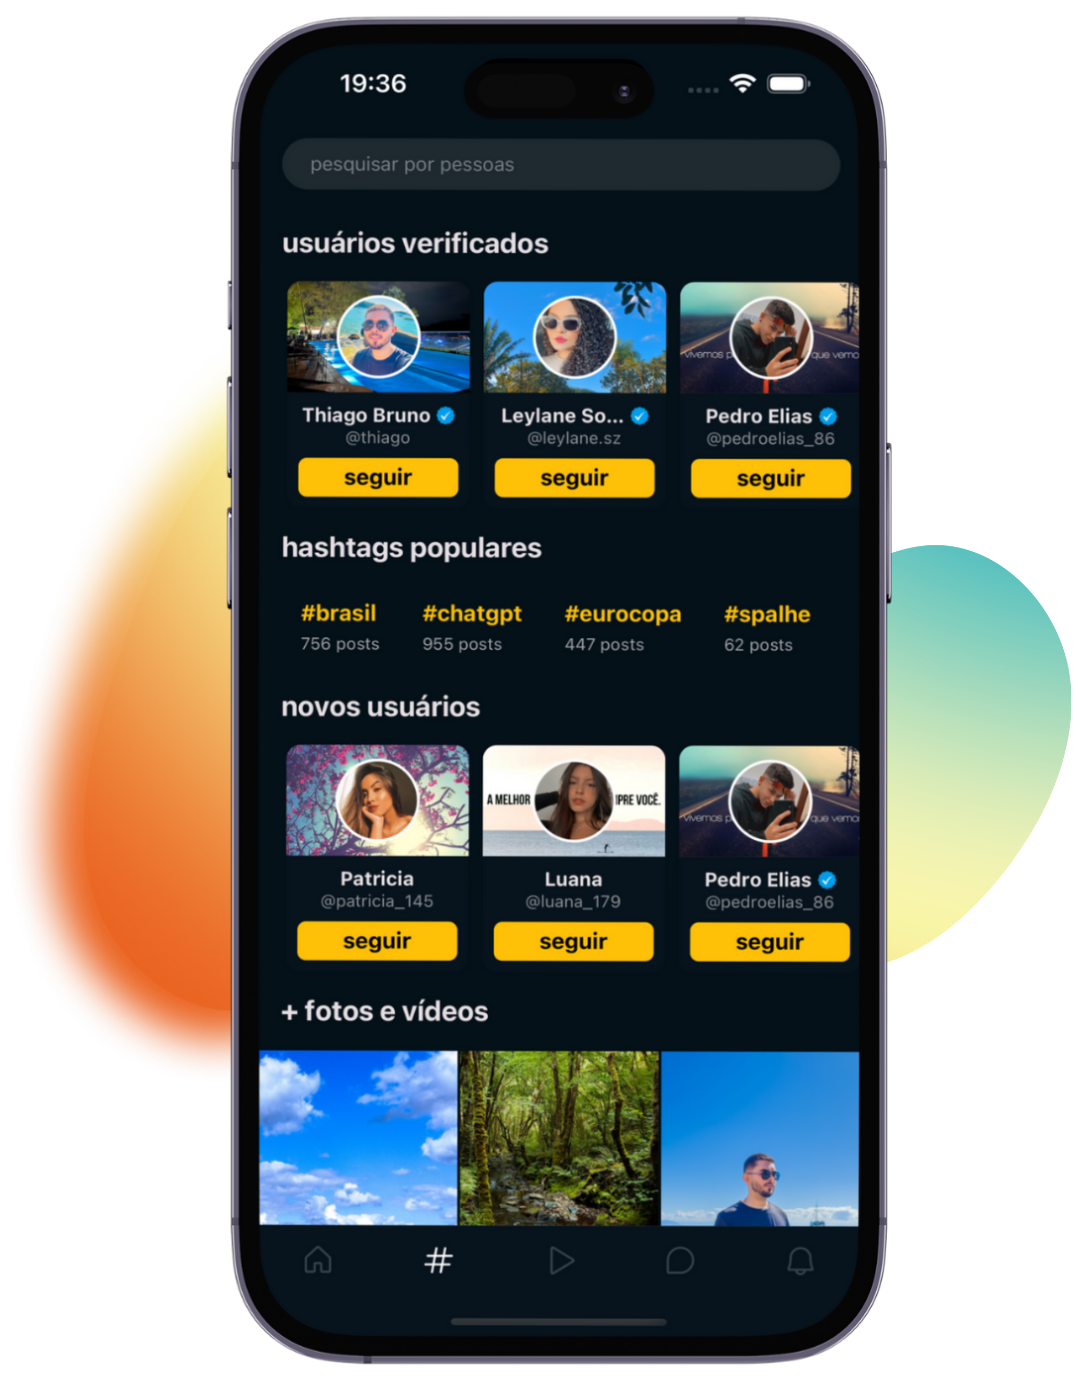 19:36
pesquisar por pessoas
usuários verificados
vivemos p que vemo
Thiago Bruno Leylane So... Pedro Elias
@thiago @leylane.sz @pedroelias_86
seguir seguir seguir
hashtags populares
#brasil #chatgpt #eurocopa #spalhe
756 posts 955 posts 447 posts 62 posts
novos usuários
A MELHOR IPRE VOCÊ. vivemos p que vemo
Patricia Luana Pedro Elias
@patricia_145 @luana_179 @pedroelias_86
seguir seguir seguir
+ fotos e vídeos